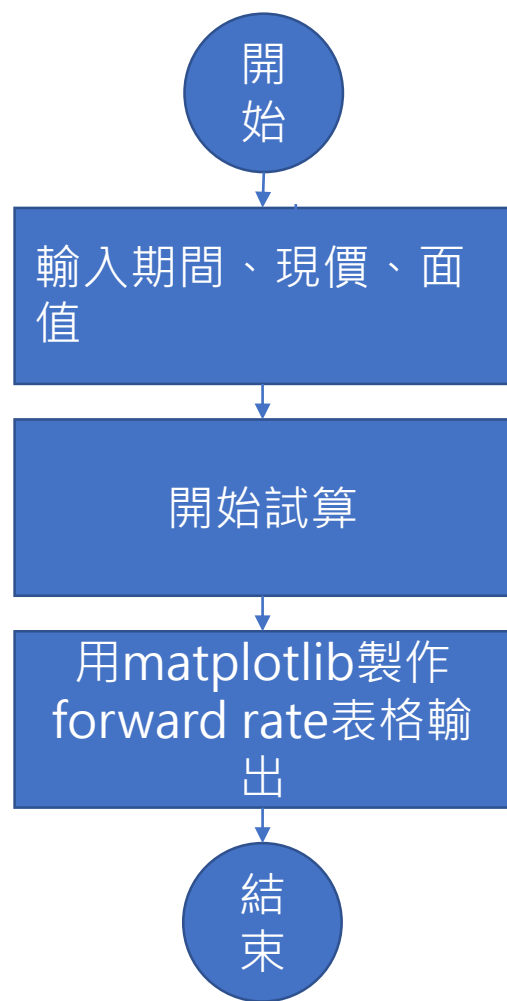 開
始
輸入期間、現價、面
值
開始試算
用matplotlib製作
forward rate表格輸
出
結
束